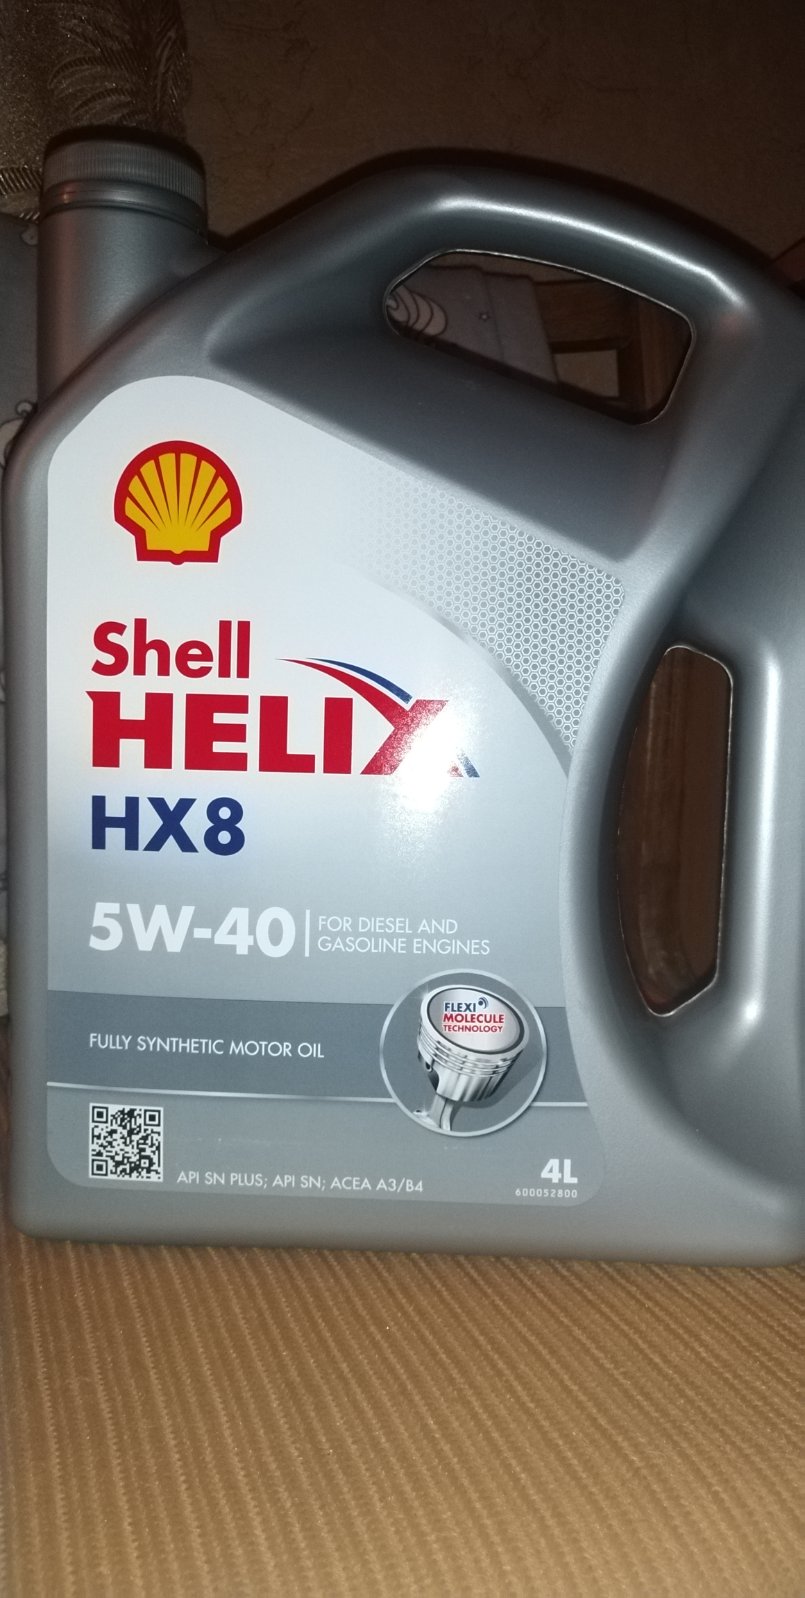 Shell
HELIX
HX8
5W-40
FOR DIESEL AND
GASOLINE ENGINES
FLEXI
MOLECULE
TECHNOLOGY
FULLY SYNTHETIC MOTOR OIL
API SN PLUS; API SN; ACEA A3/B4
4L
600052800